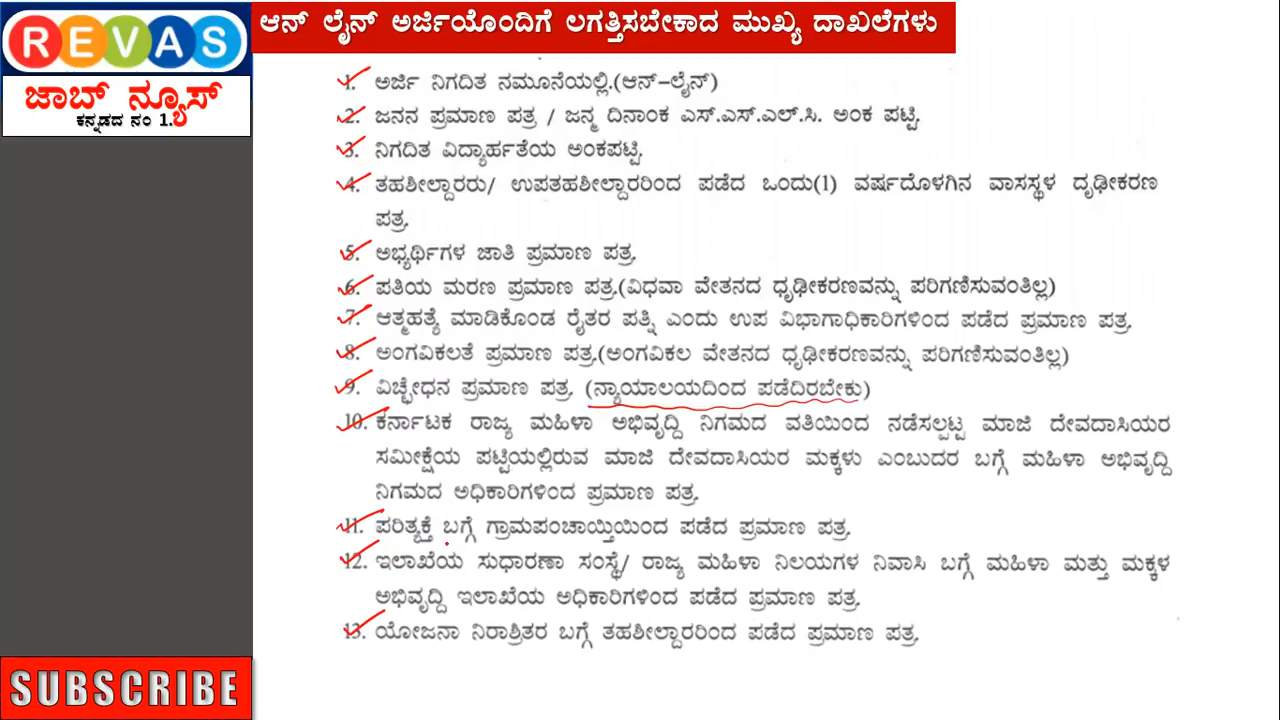 REVAS
ಜಾಬ್ ನ್ಯೂಸ್
ಕನ್ನಡದ ನಂ 1.
ಆನ್ ಲೈನ್ ಅರ್ಜಿಯೊಂದಿಗೆ ಲಗತ್ತಿಸಬೇಕಾದ ಮುಖ್ಯ ದಾಖಲೆಗಳು
1. ಅರ್ಜಿ ನಿಗದಿತ ನಮೂನೆಯಲ್ಲಿ.(ಆನ್-ಲೈನ್)
2. ಜನನ ಪ್ರಮಾಣ ಪತ್ರ / ಜನ್ಮ ದಿನಾಂಕ ಎಸ್.ಎಸ್.ಎಲ್.ಸಿ. ಅಂಕ ಪಟ್ಟಿ.
3. ನಿಗದಿತ ವಿದ್ಯಾರ್ಹತೆಯ ಅಂಕಪಟ್ಟಿ.
4. ತಹಶೀಲ್ದಾರರು/ ಉಪತಹಶೀಲ್ದಾರರಿಂದ ಪಡೆದ ಒಂದು(1) ವರ್ಷದೊಳಗಿನ ವಾಸಸ್ಥಳ ದೃಢೀಕರಣ
ಪತ್ರ.
5. ಅಭ್ಯರ್ಥಿಗಳ ಜಾತಿ ಪ್ರಮಾಣ ಪತ್ರ.
6. ಪತಿಯ ಮರಣ ಪ್ರಮಾಣ ಪತ್ರ.(ವಿಧವಾ ವೇತನದ ಧೃಢೀಕರಣವನ್ನು ಪರಿಗಣಿಸುವಂತಿಲ್ಲ)
7. ಆತ್ಮಹತ್ಯೆ ಮಾಡಿಕೊಂಡ ರೈತರ ಪತ್ನಿ ಎಂದು ಉಪ ವಿಭಾಗಾಧಿಕಾರಿಗಳಿಂದ ಪಡೆದ ಪ್ರಮಾಣ ಪತ್ರ.
8. ಅಂಗವಿಕಲತೆ ಪ್ರಮಾಣ ಪತ್ರ.(ಅಂಗವಿಕಲ ವೇತನದ ಧೃಢೀಕರಣವನ್ನು ಪರಿಗಣಿಸುವಂತಿಲ್ಲ)
9. ವಿಚ್ಛೇಧನ ಪ್ರಮಾಣ ಪತ್ರ. (ನ್ಯಾಯಾಲಯದಿಂದ ಪಡೆದಿರಬೇಕು)
10. ಕರ್ನಾಟಕ ರಾಜ್ಯ ಮಹಿಳಾ ಅಭಿವೃದ್ದಿ ನಿಗಮದ ವತಿಯಿಂದ ನಡೆಸಲ್ಪಟ್ಟ ಮಾಜಿ ದೇವದಾಸಿಯರ
ಸಮೀಕ್ಷೆಯ ಪಟ್ಟಿಯಲ್ಲಿರುವ ಮಾಜಿ ದೇವದಾಸಿಯರ ಮಕ್ಕಳು ಎಂಬುದರ ಬಗ್ಗೆ ಮಹಿಳಾ ಅಭಿವೃದ್ದಿ
ನಿಗಮದ ಅಧಿಕಾರಿಗಳಿಂದ ಪ್ರಮಾಣ ಪತ್ರ.
11. ಪರಿತ್ಯಕ್ತೆ ಬಗ್ಗೆ ಗ್ರಾಮಪಂಚಾಯ್ತಿಯಿಂದ ಪಡೆದ ಪ್ರಮಾಣ ಪತ್ರ.
12. ಇಲಾಖೆಯ ಸುಧಾರಣಾ ಸಂಸ್ಥೆ/ ರಾಜ್ಯ ಮಹಿಳಾ ನಿಲಯಗಳ ನಿವಾಸಿ ಬಗ್ಗೆ ಮಹಿಳಾ ಮತ್ತು ಮಕ್ಕಳ
ಅಭಿವೃದ್ದಿ ಇಲಾಖೆಯ ಅಧಿಕಾರಿಗಳಿಂದ ಪಡೆದ ಪ್ರಮಾಣ ಪತ್ರ.
13. ಯೋಜನಾ ನಿರಾಶ್ರಿತರ ಬಗ್ಗೆ ತಹಶೀಲ್ದಾರರಿಂದ ಪಡೆದ ಪ್ರಮಾಣ ಪತ್ರ.
SUBSCRIBE